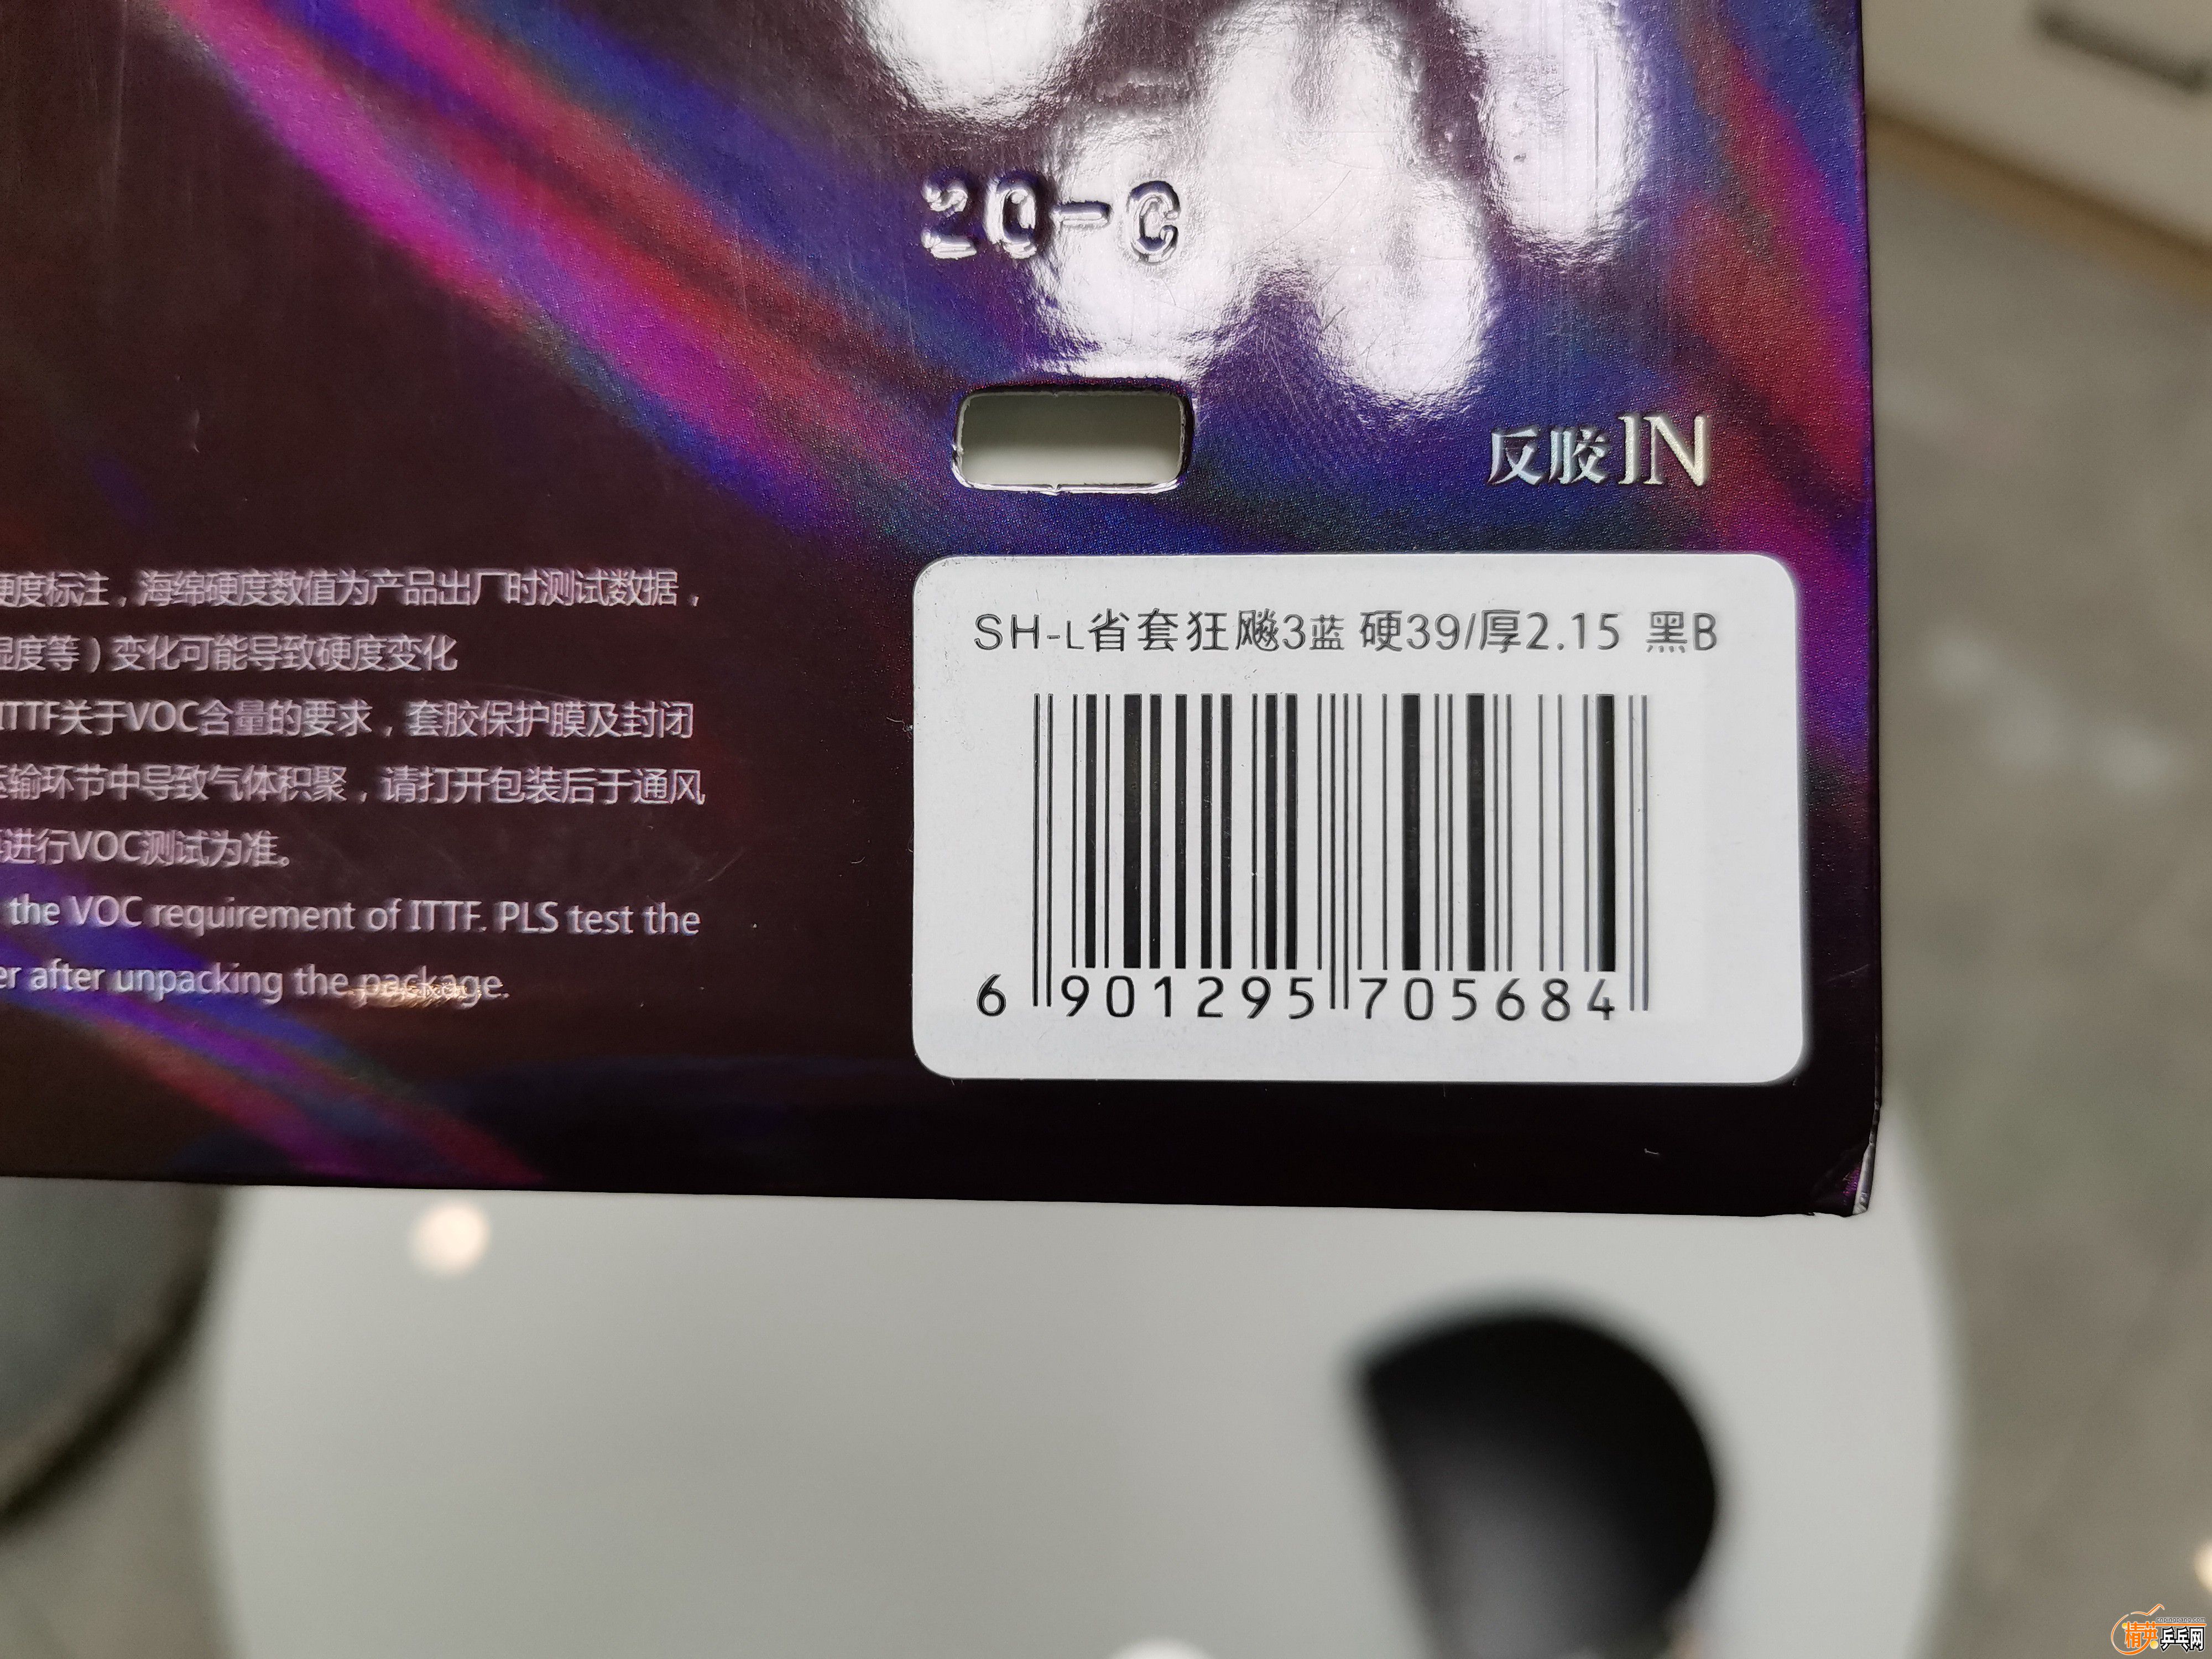 20-C
反胶IN
硬度标注，海绵硬度数值为产品出厂时测试数据，
湿度等）变化可能导致硬度变化
ITTF关于VOC含量的要求，套胶保护膜及封闭
运输环节中导致气体积聚，请打开包装后于通风
进行VOC测试为准。
the VOC requirement of ITTF. PLS test the
er after unpacking the package.
SH-L省套狂飚3蓝 硬39/厚2.15 黑B
6 901295 705684
精英乒乓网